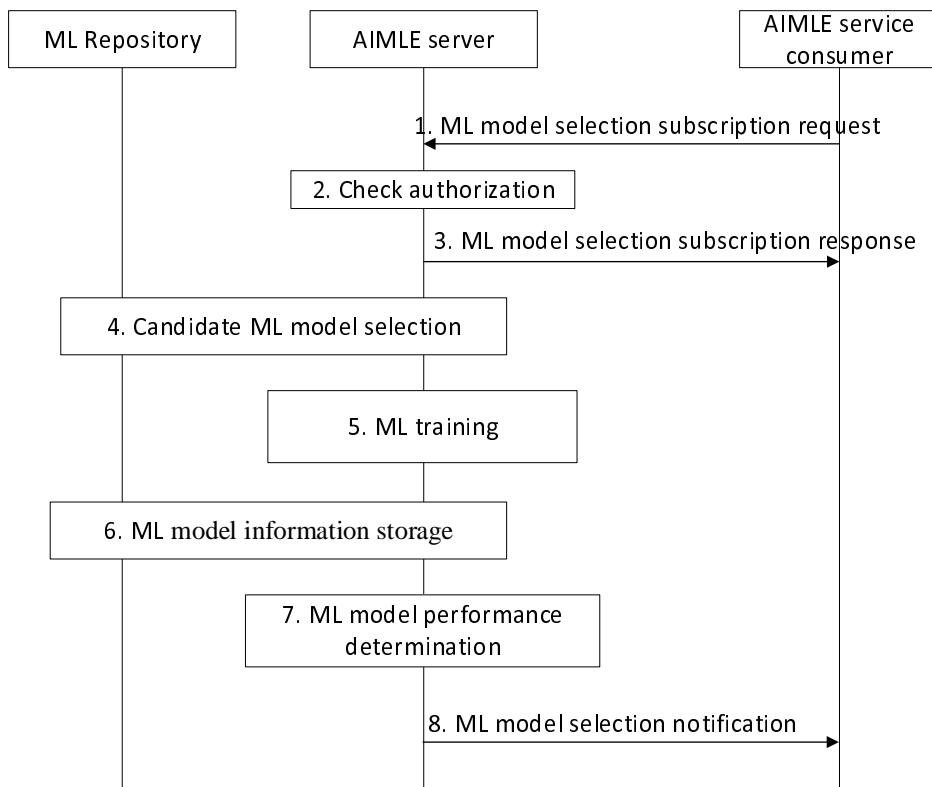 ML Repository
AIMLE server
AIMLE service
consumer
1. ML model selection subscription request
2. Check authorization
3. ML model selection subscription response
4. Candidate ML model selection
5. ML training
6. ML model information storage
7. ML model performance
determination
8. ML model selection notification